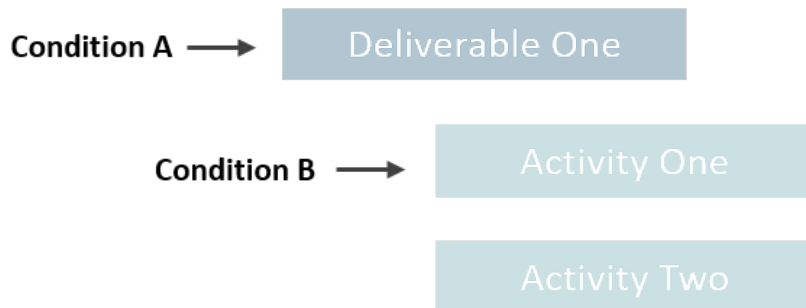 Condition A
Deliverable One
Condition B
Activity One
Activity Two